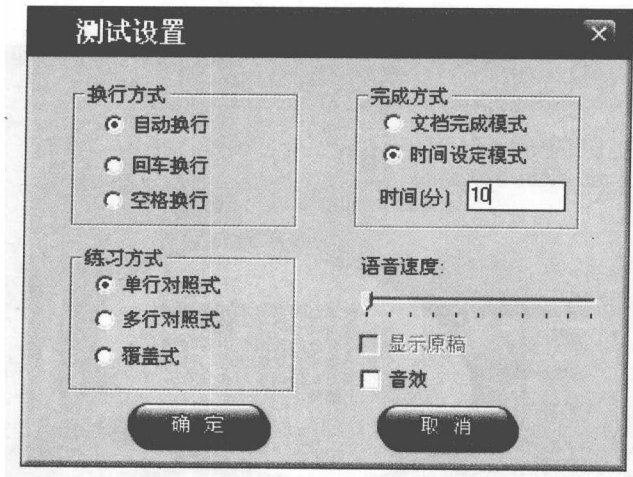 测试设置
换行方式
自动换行
回车换行
空格换行
完成方式
文档完成模式
时间设定模式
时间(分) 10
练习方式
单行对照式
多行对照式
覆盖式
语音速度:
显示原稿
音效
确 定
取 消